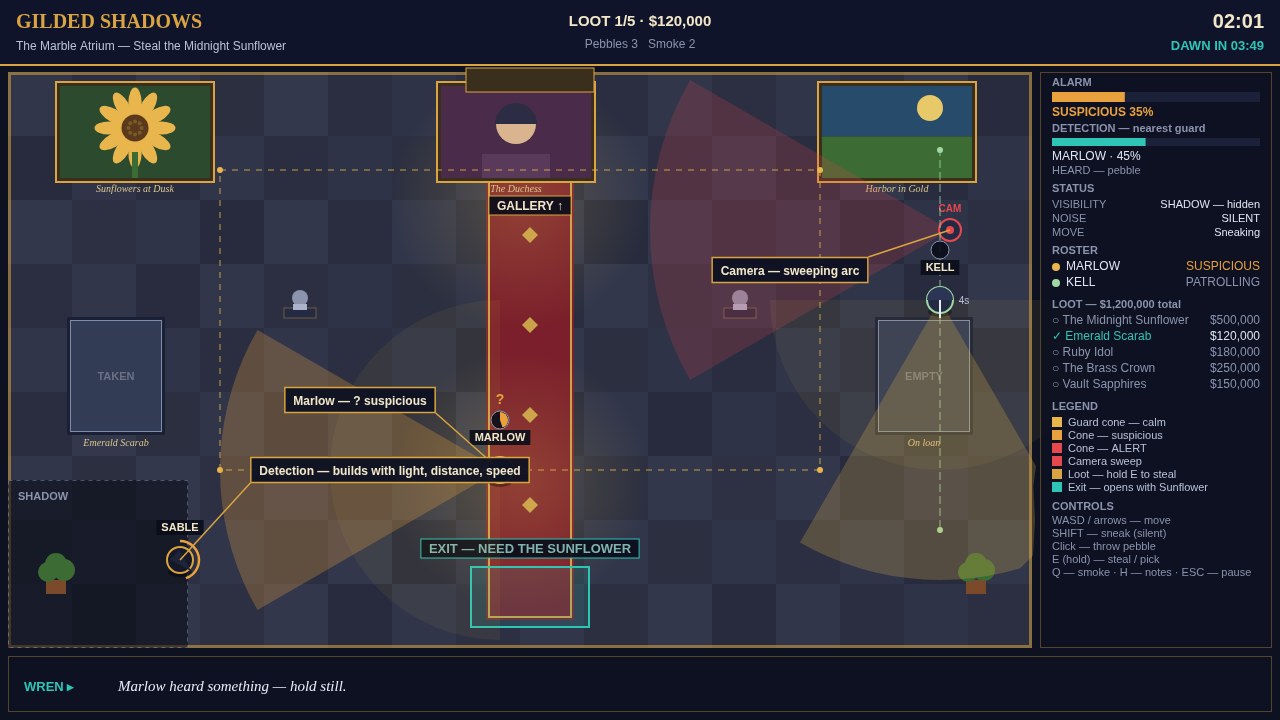 GILDED SHADOWS
The Marble Atrium — Steal the Midnight Sunflower
LOOT 1/5 · $120,000
Pebbles 3 Smoke 2
02:01
DAWN IN 03:49
Sunflowers at Dusk
The Duchess
Harbor in Gold
GALLERY ↑
CAM
Camera — sweeping arc
KELL
4s
TAKEN
Emerald Scarab
EMPTY
On loan
Marlow — ? suspicious
?
MARLOW
Detection — builds with light, distance, speed
SHADOW
SABLE
EXIT — NEED THE SUNFLOWER
ALARM
SUSPICIOUS 35%
DETECTION — nearest guard
MARLOW · 45%
HEARD — pebble
STATUS
VISIBILITY SHADOW — hidden
NOISE SILENT
MOVE Sneaking
ROSTER
MARLOW SUSPICIOUS
KELL PATROLLING
LOOT — $1,200,000 total
○ The Midnight Sunflower $500,000
✓ Emerald Scarab $120,000
○ Ruby Idol $180,000
○ The Brass Crown $250,000
○ Vault Sapphires $150,000
LEGEND
Guard cone — calm
Cone — suspicious
Cone — ALERT
Camera sweep
Loot — hold E to steal
Exit — opens with Sunflower
CONTROLS
WASD / arrows — move
SHIFT — sneak (silent)
Click — throw pebble
E (hold) — steal / pick
Q — smoke · H — notes · ESC — pause
WREN ▸ Marlow heard something — hold still.